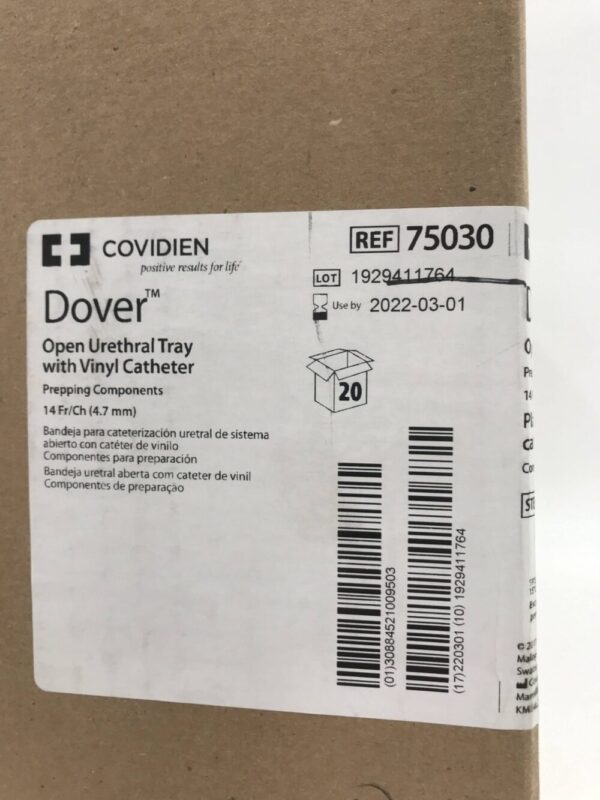 COVIDIEN
positive results for life
REF 75030
LOT 1929411764
Use by 2022-03-01
Dover™
Open Urethral Tray
with Vinyl Catheter
Prepping Components
14 Fr/Ch (4.7 mm)
20
Bandeja para cateterización uretral de sistema
abierto con catéter de vinilo
Componentes para preparación
Bandeja uretral aberta com cateter de vinil
Componentes de preparação
(01)30884521009503
(17)220301 (10) 1929411764